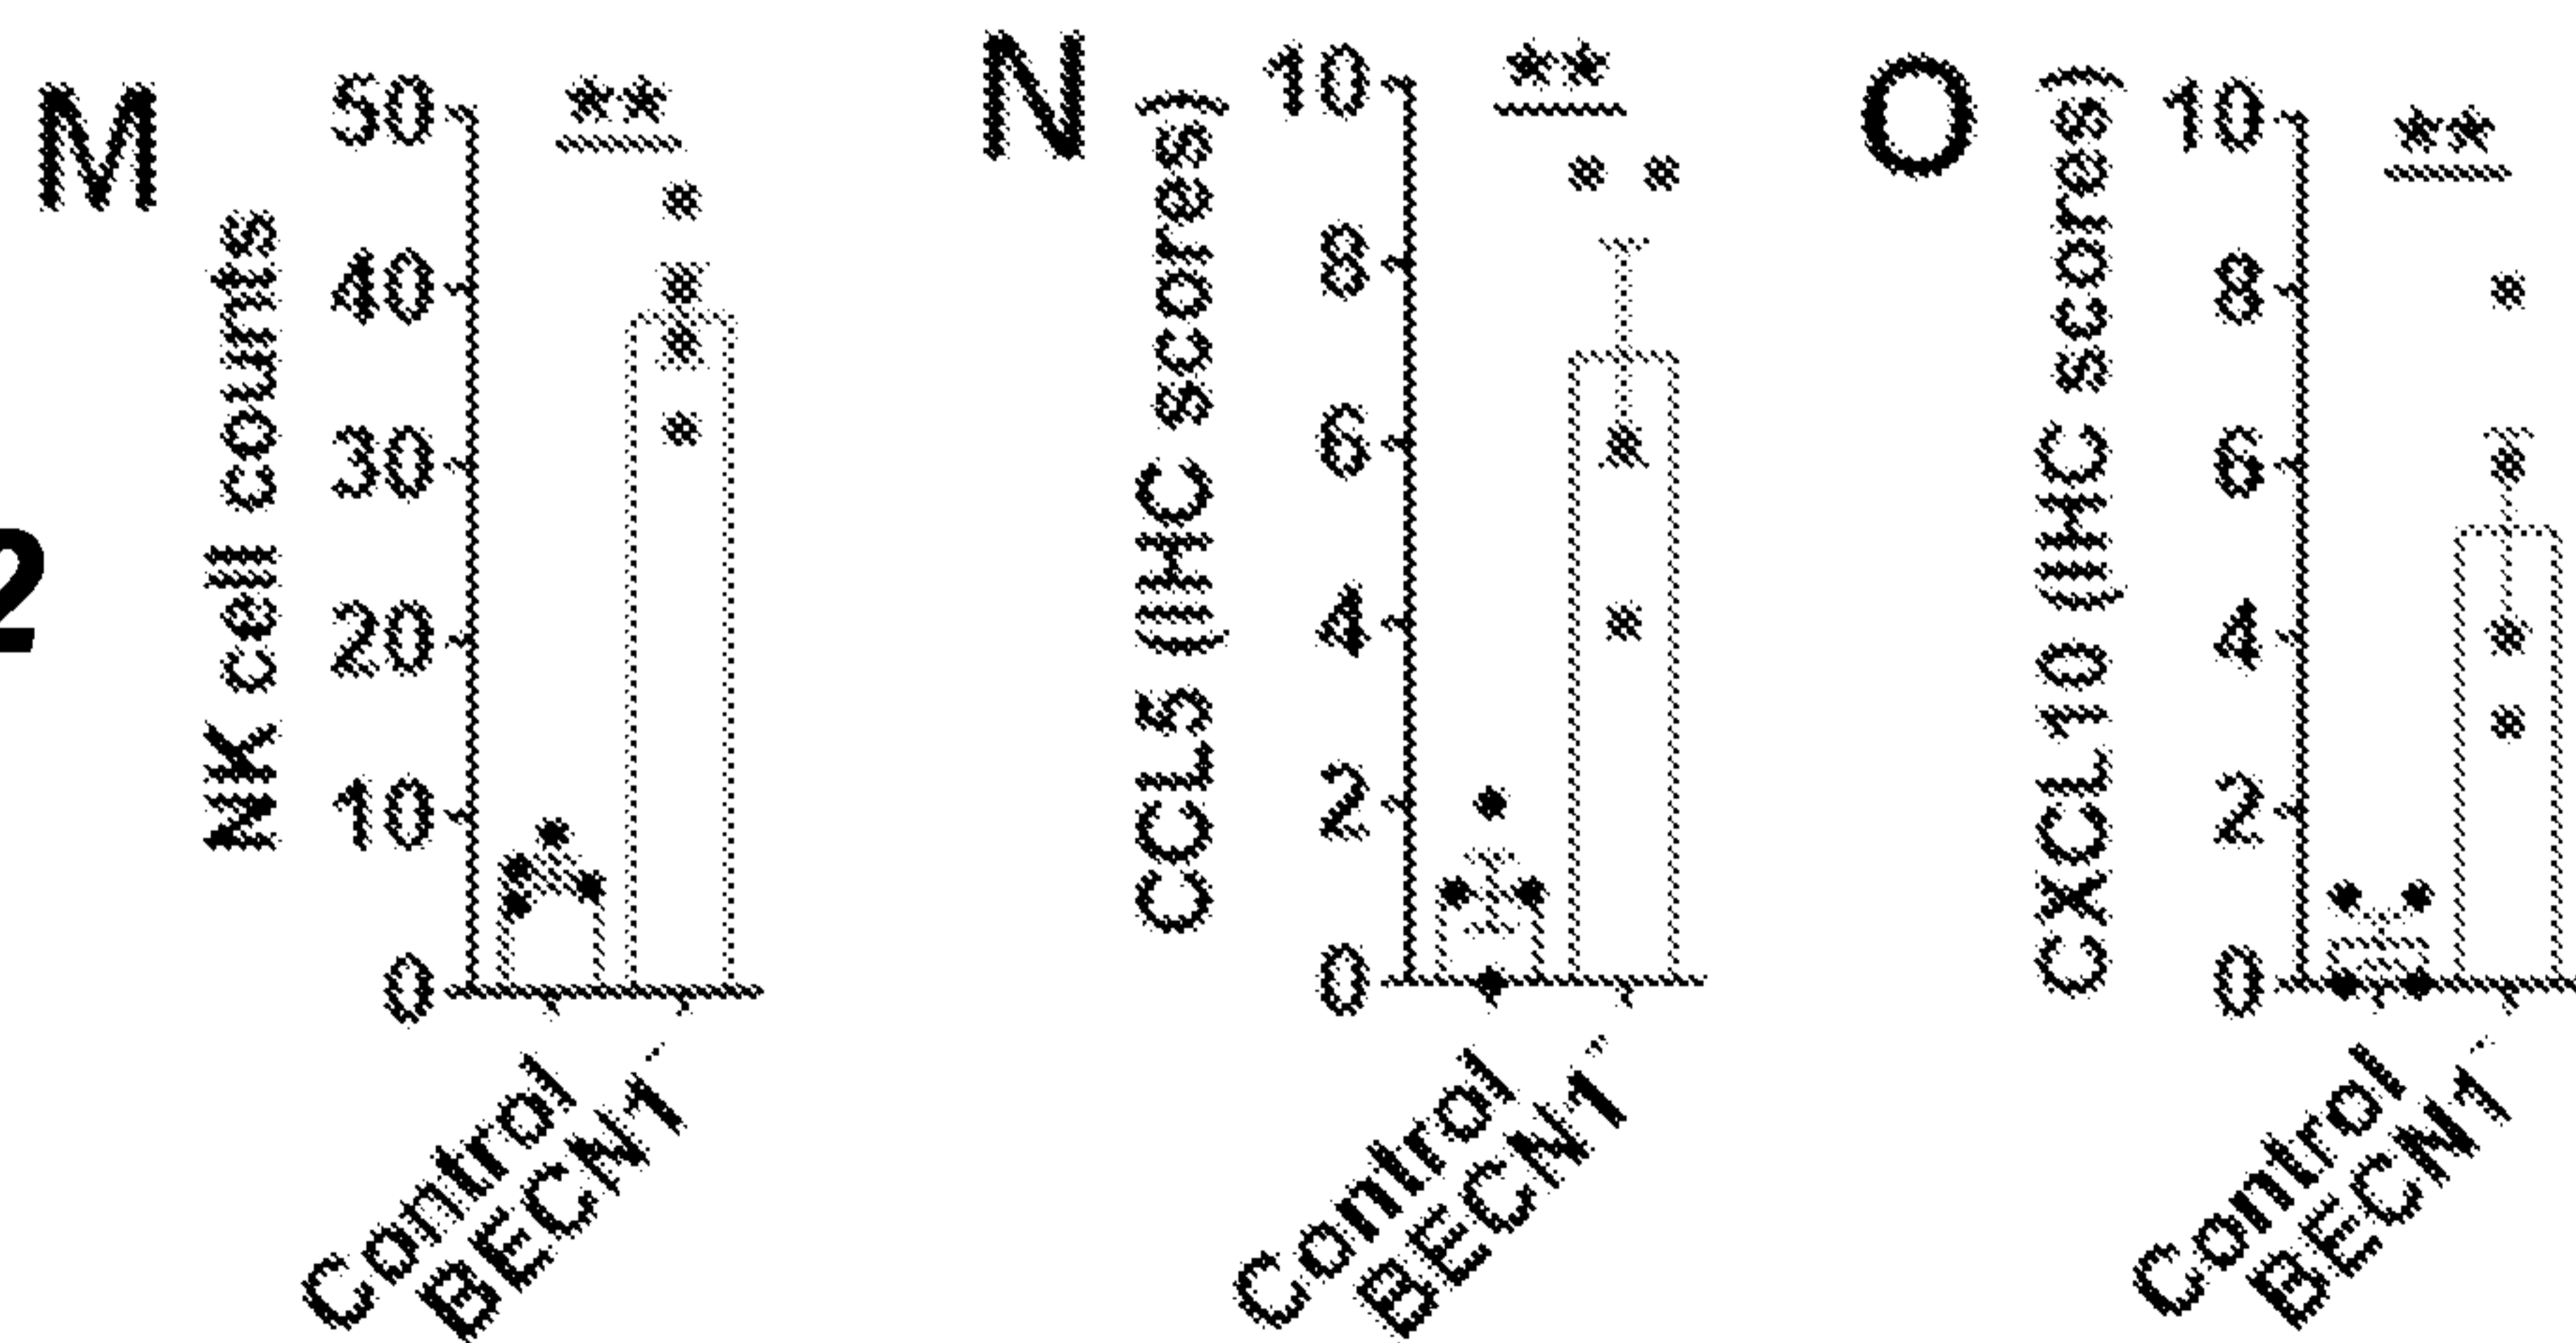 M
NK cell counts
50
**
40
30
20
10
0
Control
BECN1-
N
CCL5 (IHC scores)
10
**
8
6
4
2
0
Control
BECN1-
O
CXCL10 (IHC scores)
10
**
8
6
4
2
0
Control
BECN1-
2